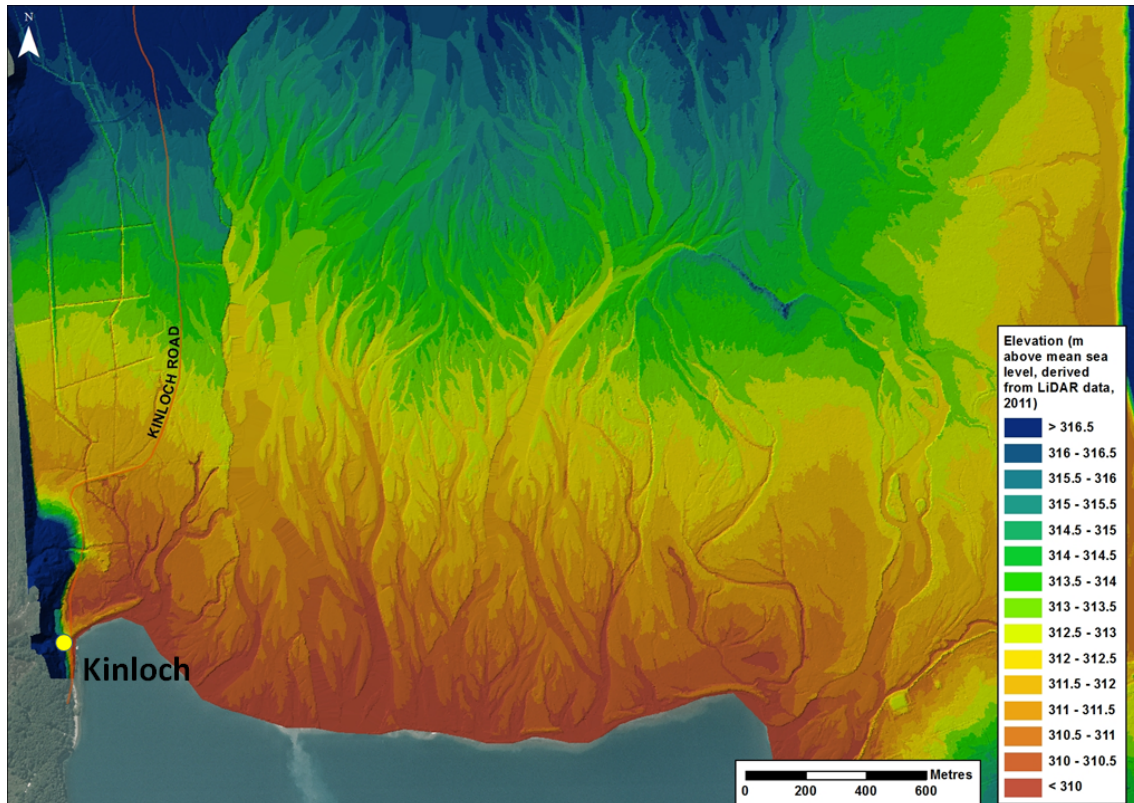 N
KINLOCH ROAD
Kinloch
Elevation (m
above mean sea
level, derived
from LiDAR data,
2011)
> 316.5
316 - 316.5
315.5 - 316
315 - 315.5
314.5 - 315
314 - 314.5
313.5 - 314
313 - 313.5
312.5 - 313
312 - 312.5
311.5 - 312
311 - 311.5
310.5 - 311
310 - 310.5
< 310
Metres
0 200 400 600